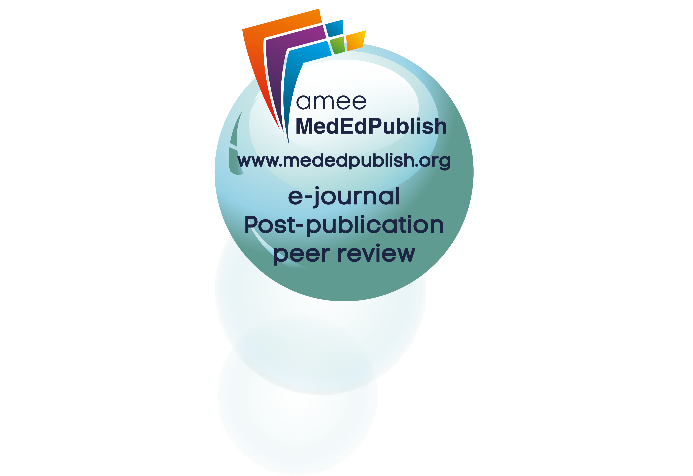 amee
MedEdPublish
www.mededpublish.org
e-journal
Post-publication
peer review